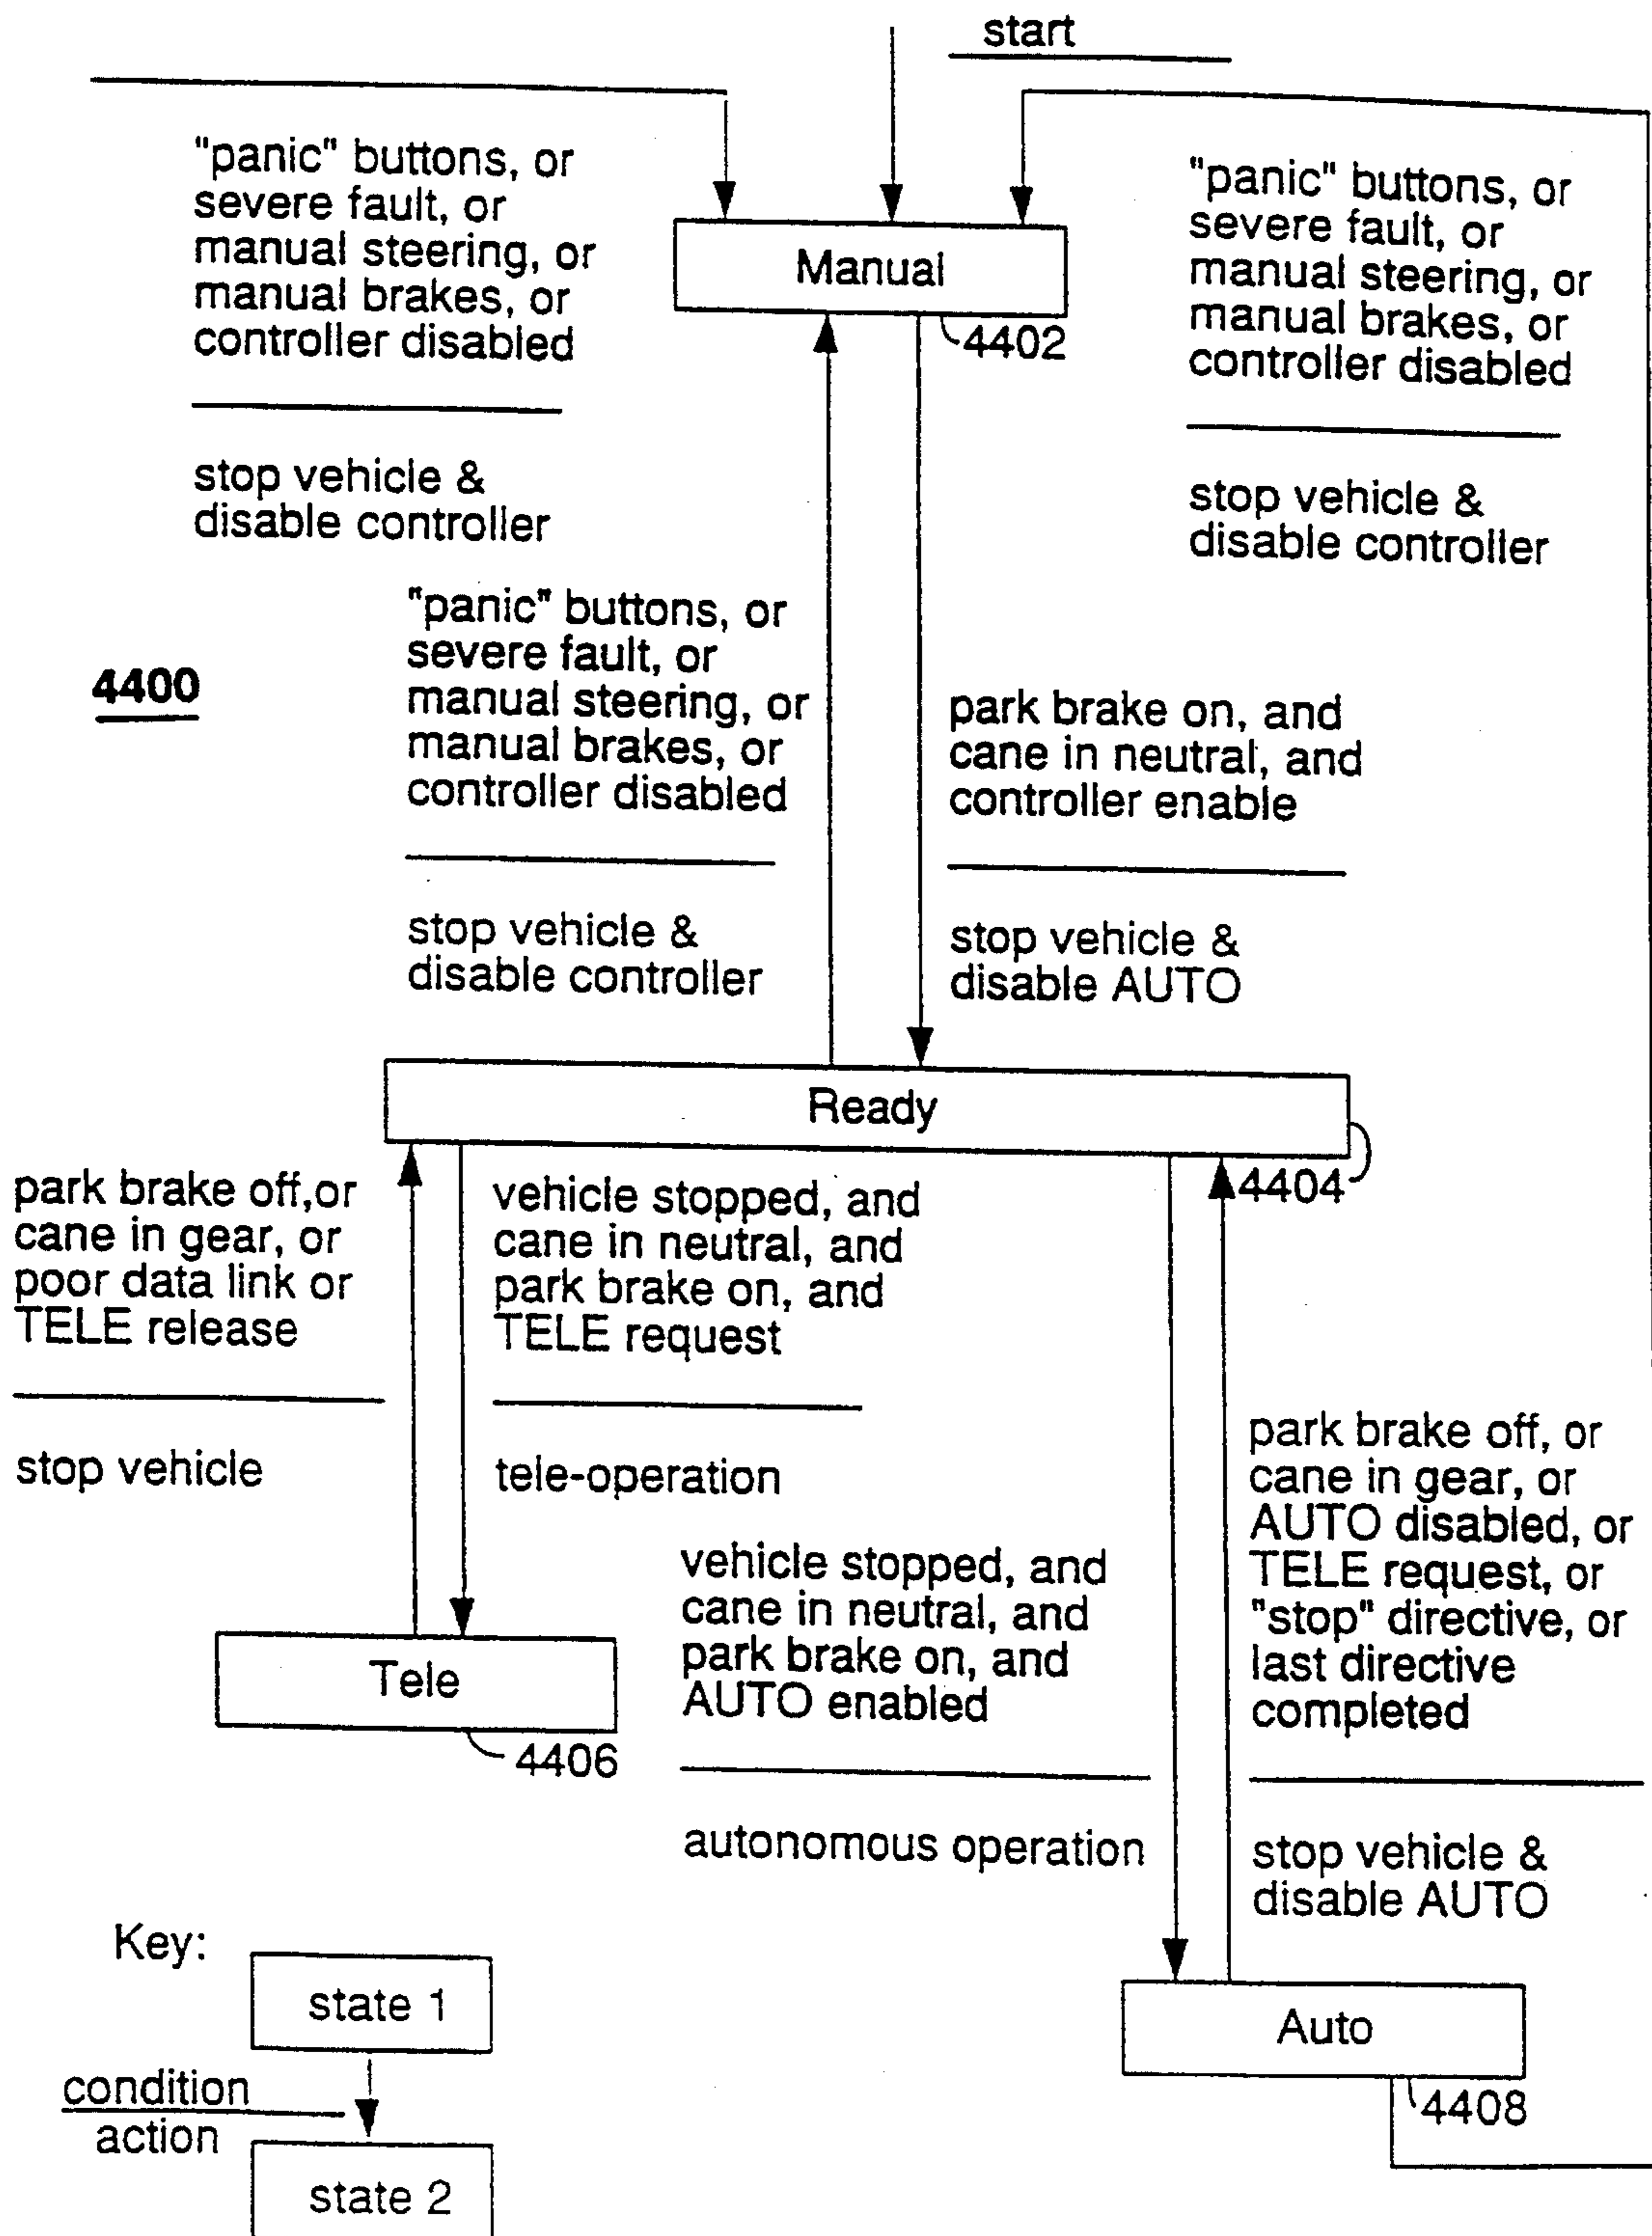 start
"panic" buttons, or
severe fault, or
manual steering, or
manual brakes, or
controller disabled
stop vehicle &
disable controller
Manual
4402
"panic" buttons, or
severe fault, or
manual steering, or
manual brakes, or
controller disabled
stop vehicle &
disable controller
4400
"panic" buttons, or
severe fault, or
manual steering, or
manual brakes, or
controller disabled
stop vehicle &
disable controller
park brake on, and
cane in neutral, and
controller enable
stop vehicle &
disable AUTO
Ready
4404
park brake off,or
cane in gear, or
poor data link or
TELE release
stop vehicle
vehicle stopped, and
cane in neutral, and
park brake on, and
TELE request
tele-operation
Tele
4406
vehicle stopped, and
cane in neutral, and
park brake on, and
AUTO enabled
autonomous operation
park brake off, or
cane in gear, or
AUTO disabled, or
TELE request, or
"stop" directive, or
last directive
completed
stop vehicle &
disable AUTO
Auto
4408
Key:
state 1
condition
action
state 2